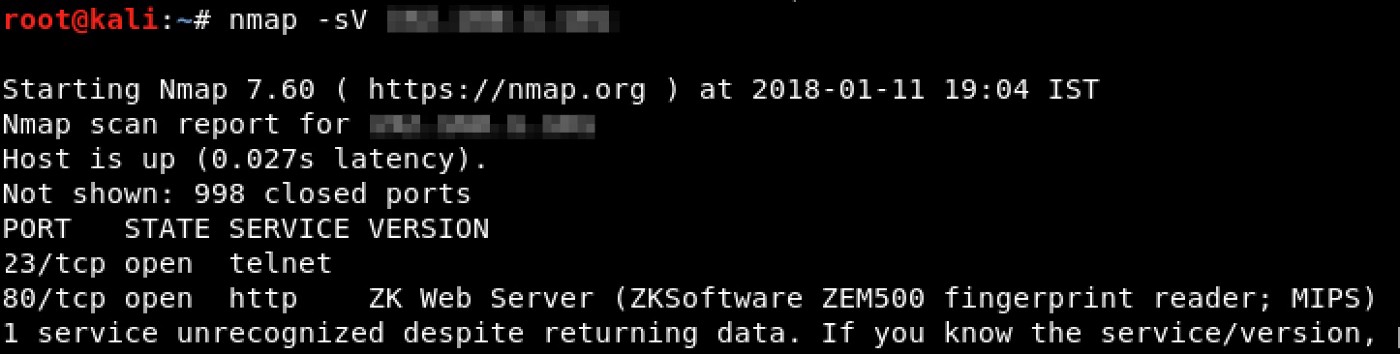 root@kali:~# nmap -sV
Starting Nmap 7.60 ( https://nmap.org ) at 2018-01-11 19:04 IST
Nmap scan report for
Host is up (0.027s latency).
Not shown: 998 closed ports
PORT   STATE SERVICE VERSION
23/tcp open  telnet
80/tcp open  http    ZK Web Server (ZKSoftware ZEM500 fingerprint reader; MIPS)
1 service unrecognized despite returning data. If you know the service/version,